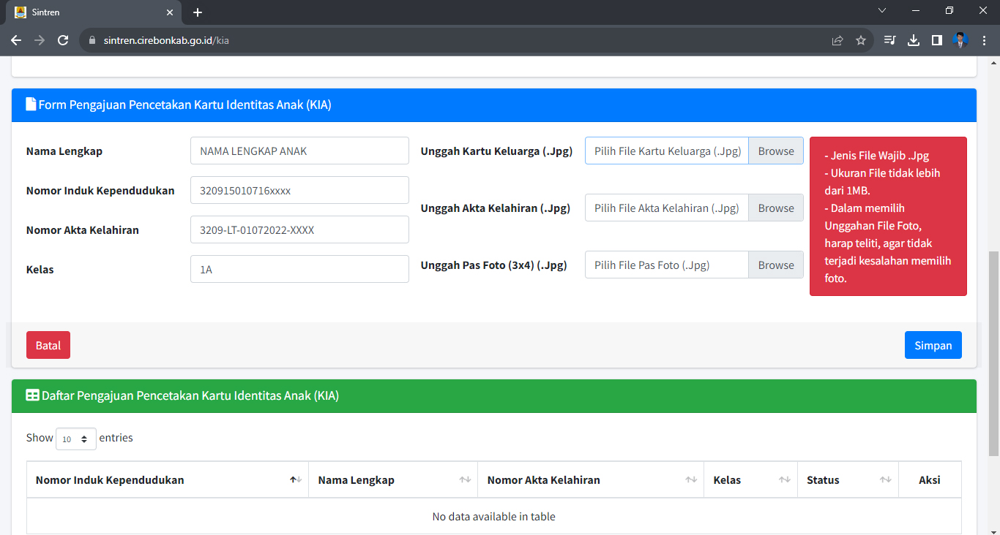 Sintren
sintren.cirebonkab.go.id/kia
Form Pengajuan Pencetakan Kartu Identitas Anak (KIA)
Nama Lengkap
NAMA LENGKAP ANAK
Nomor Induk Kependudukan
320915010716xxxx
Nomor Akta Kelahiran
3209-LT-01072022-XXXX
Kelas
1A
Unggah Kartu Keluarga (.Jpg)
Pilih File Kartu Keluarga (.Jpg)
Browse
Unggah Akta Kelahiran (.Jpg)
Pilih File Akta Kelahiran (.Jpg)
Browse
Unggah Pas Foto (3x4) (.Jpg)
Pilih File Pas Foto (.Jpg)
Browse
- Jenis File Wajib .Jpg
- Ukuran File tidak lebih
dari 1MB.
- Dalam memilih
Unggahan File Foto,
harap teliti, agar tidak
terjadi kesalahan memilih
foto.
Batal
Simpan
Daftar Pengajuan Pencetakan Kartu Identitas Anak (KIA)
Show 10 entries
Nomor Induk Kependudukan
Nama Lengkap
Nomor Akta Kelahiran
Kelas
Status
Aksi
No data available in table